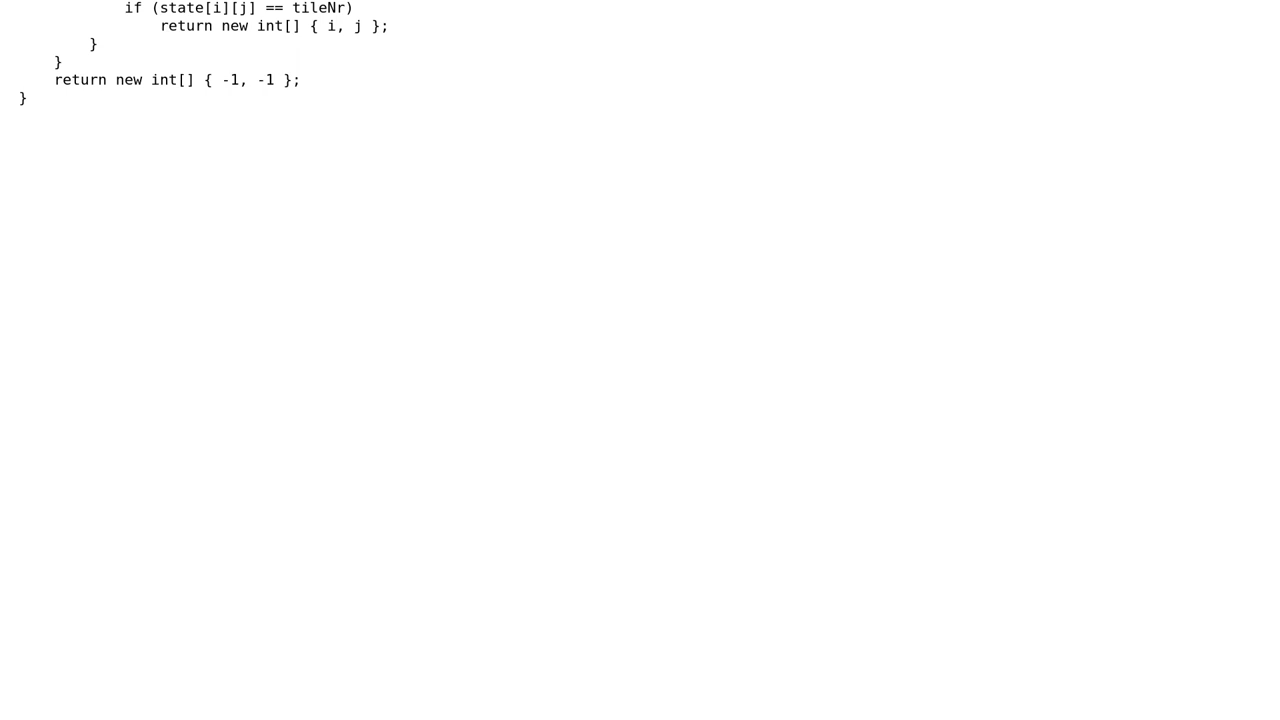 if (state[i][j] == tileNr)
                return new int[] { i, j };
        }
    }
    return new int[] { -1, -1 };
}